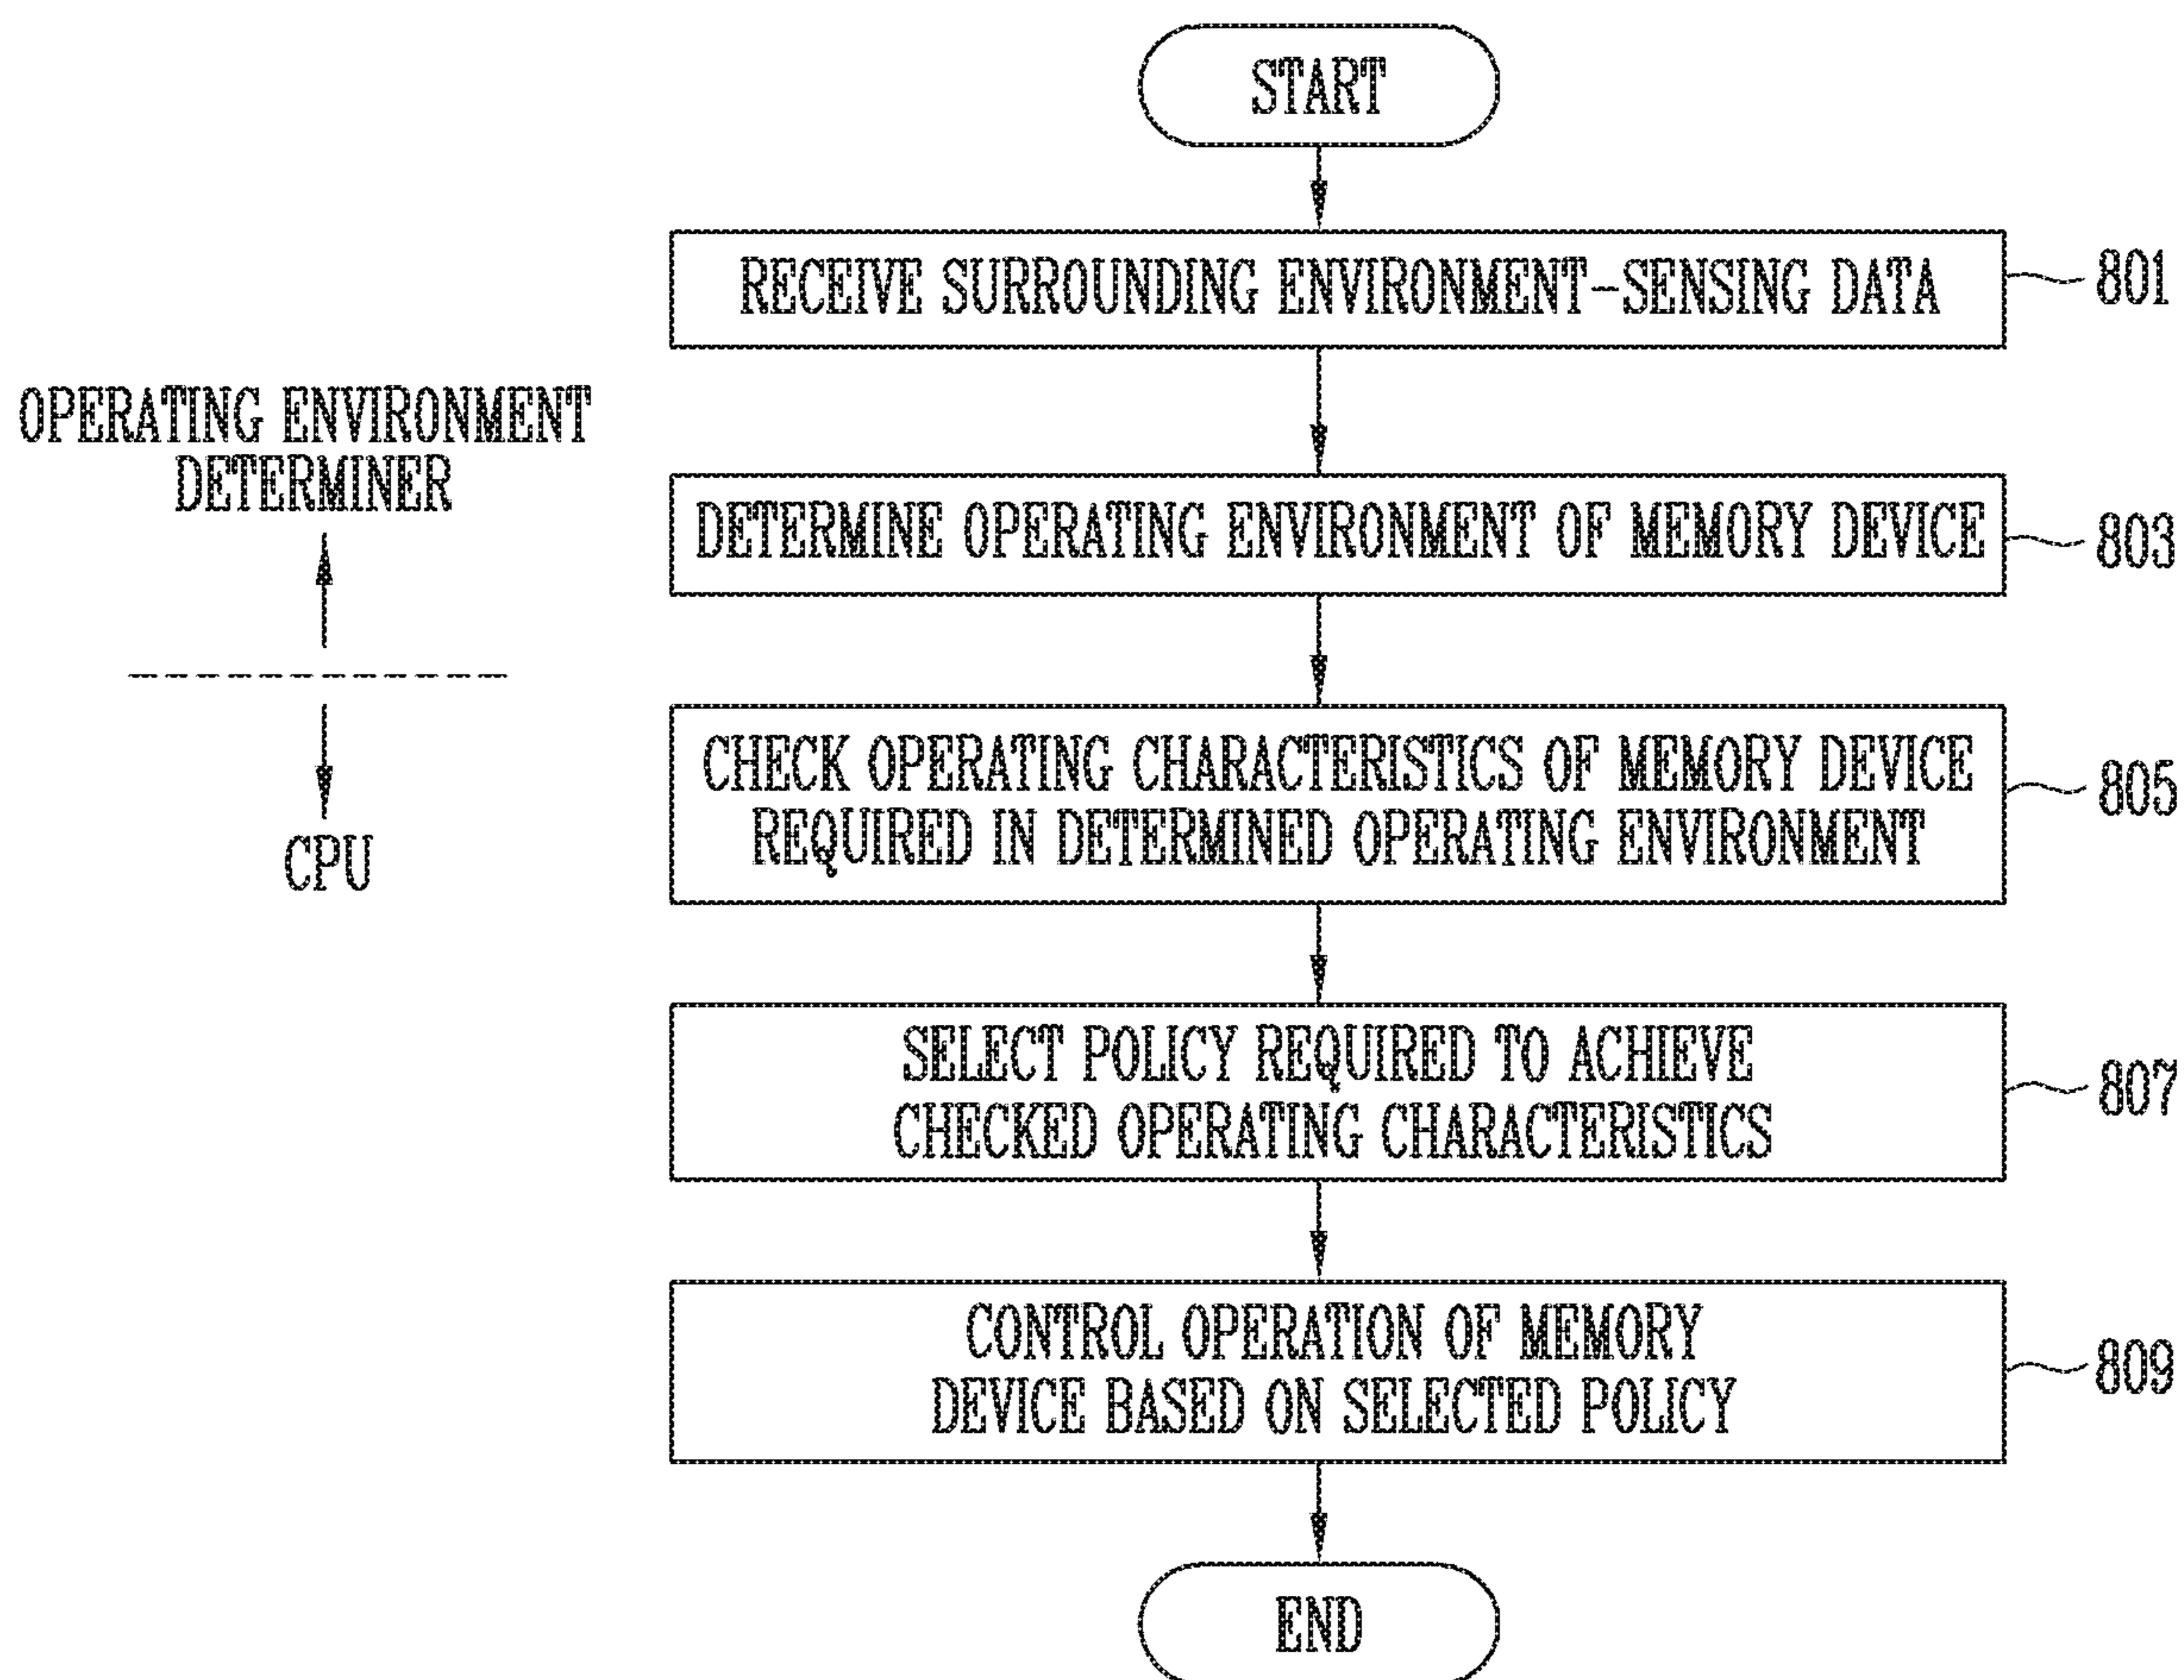 START
RECEIVE SURROUNDING ENVIRONMENT-SENSING DATA
801
OPERATING ENVIRONMENT
DETERMINER
DETERMINE OPERATING ENVIRONMENT OF MEMORY DEVICE
803
CPU
CHECK OPERATING CHARACTERISTICS OF MEMORY DEVICE
REQUIRED IN DETERMINED OPERATING ENVIRONMENT
805
SELECT POLICY REQUIRED TO ACHIEVE
CHECKED OPERATING CHARACTERISTICS
807
CONTROL OPERATION OF MEMORY
DEVICE BASED ON SELECTED POLICY
809
END